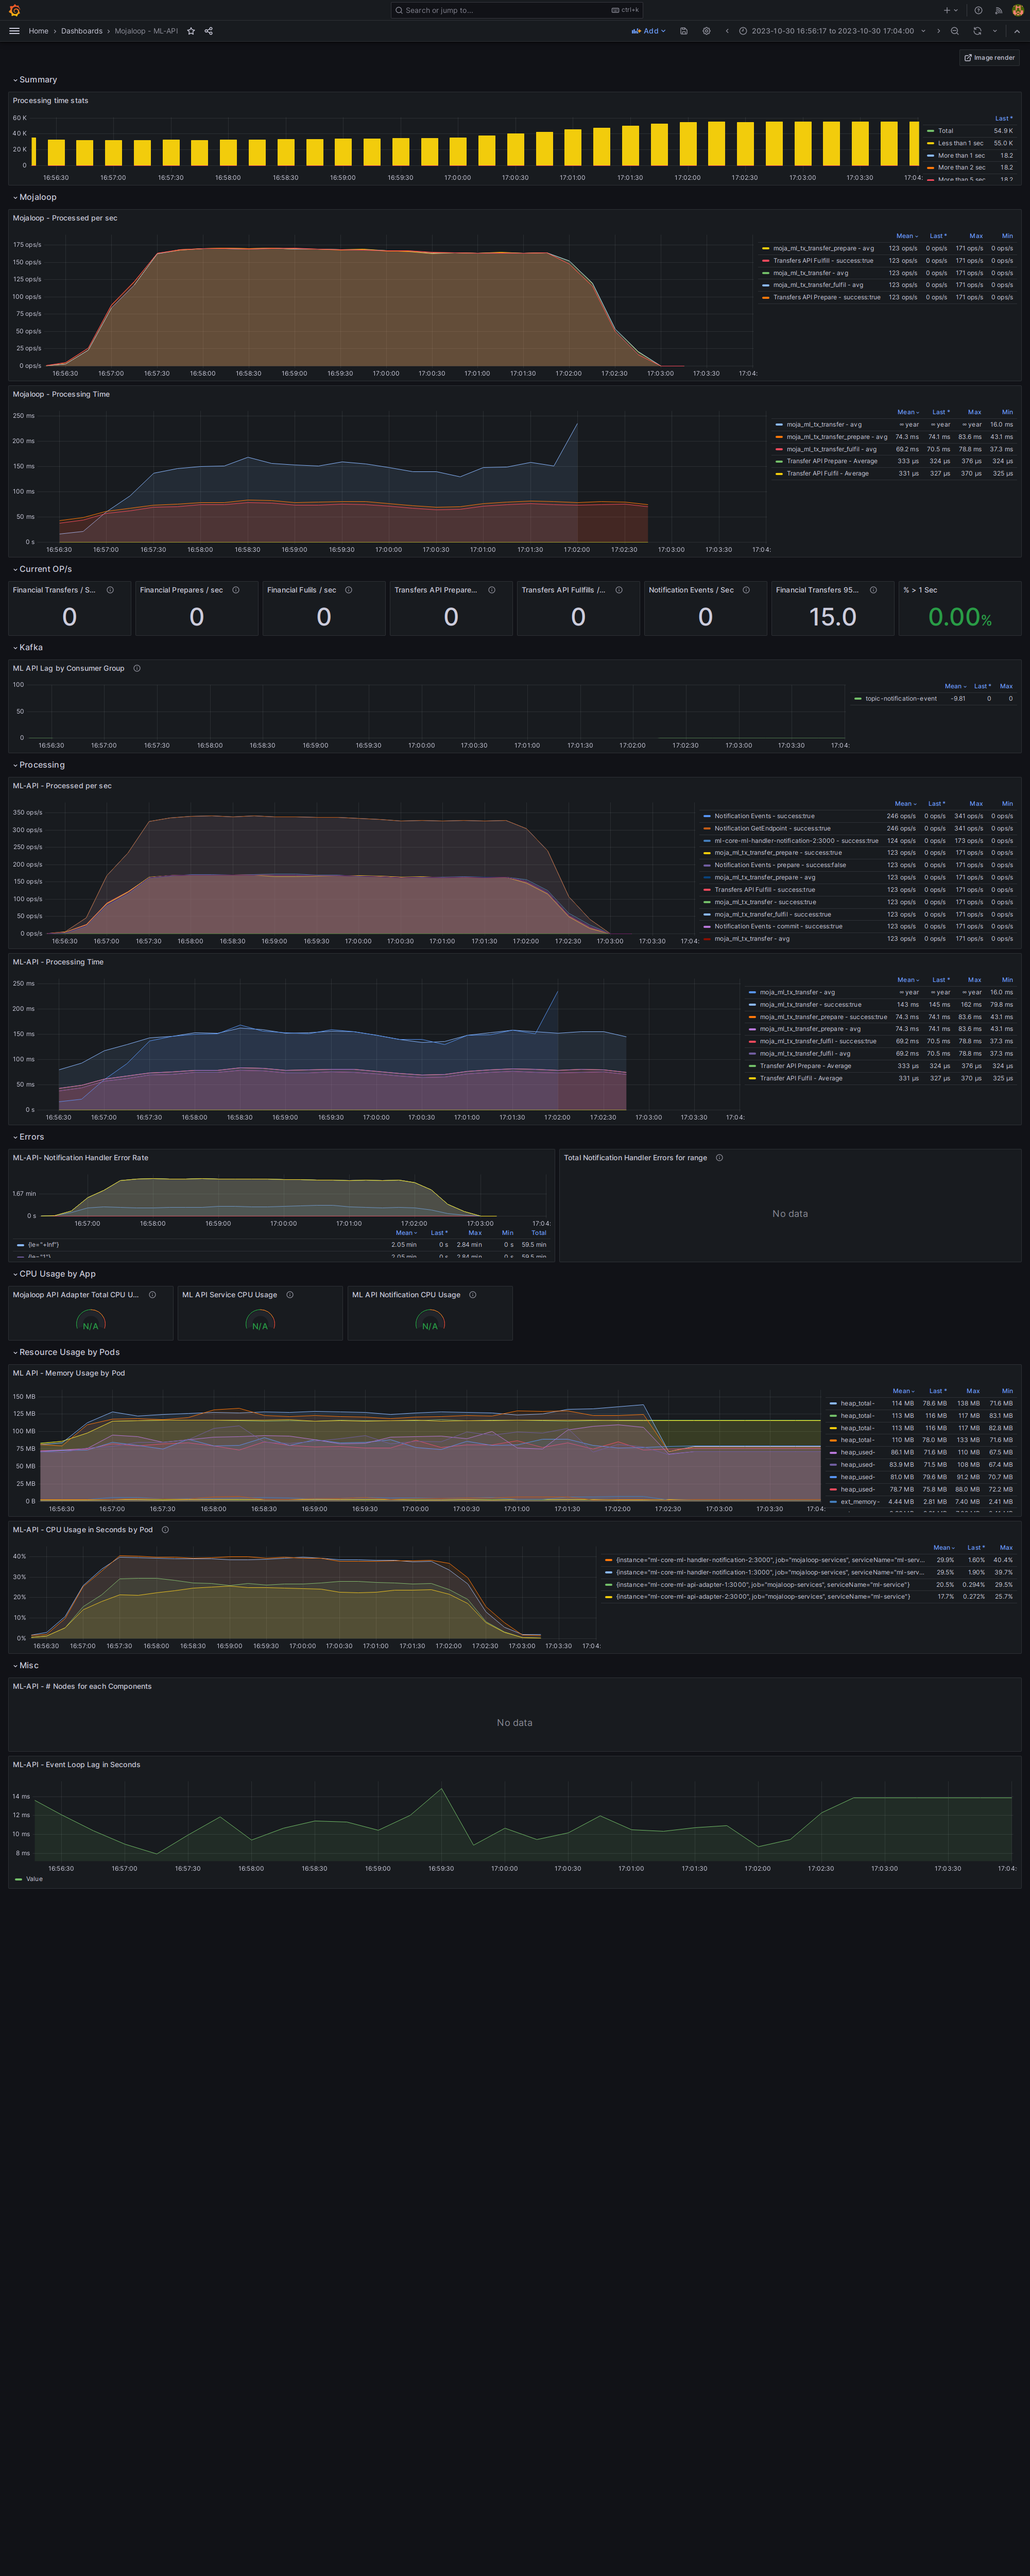 Search or jump to... ctrl+k
Home › Dashboards › Mojaloop - ML-API Add 2023-10-30 16:56:17 to 2023-10-30 17:04:00
Image render
Summary
Processing time stats
60 K
40 K
20 K
0
16:56:30 16:57:00 16:57:30 16:58:00 16:58:30 16:59:00 16:59:30 17:00:00 17:00:30 17:01:00 17:01:30 17:02:00 17:02:30 17:03:00 17:03:30 17:04:
Last *
Total 54.9 K
Less than 1 sec 55.0 K
More than 1 sec 18.2
More than 2 sec 18.2
More than 5 sec 18.2
Mojaloop
Mojaloop - Processed per sec
175 ops/s
150 ops/s
125 ops/s
100 ops/s
75 ops/s
50 ops/s
25 ops/s
0 ops/s
16:56:30 16:57:00 16:57:30 16:58:00 16:58:30 16:59:00 16:59:30 17:00:00 17:00:30 17:01:00 17:01:30 17:02:00 17:02:30 17:03:00 17:03:30 17:04:
Mean Last * Max Min
moja_ml_tx_transfer_prepare - avg 123 ops/s 0 ops/s 171 ops/s 0 ops/s
Transfers API Fulfill - success:true 123 ops/s 0 ops/s 171 ops/s 0 ops/s
moja_ml_tx_transfer - avg 123 ops/s 0 ops/s 171 ops/s 0 ops/s
moja_ml_tx_transfer_fulfil - avg 123 ops/s 0 ops/s 171 ops/s 0 ops/s
Transfers API Prepare - success:true 123 ops/s 0 ops/s 171 ops/s 0 ops/s
Mojaloop - Processing Time
250 ms
200 ms
150 ms
100 ms
50 ms
0 s
16:56:30 16:57:00 16:57:30 16:58:00 16:58:30 16:59:00 16:59:30 17:00:00 17:00:30 17:01:00 17:01:30 17:02:00 17:02:30 17:03:00 17:03:30 17:04:
Mean Last * Max Min
moja_ml_tx_transfer - avg ∞ year ∞ year ∞ year 16.0 ms
moja_ml_tx_transfer_prepare - avg 74.3 ms 74.1 ms 83.6 ms 43.1 ms
moja_ml_tx_transfer_fulfil - avg 69.2 ms 70.5 ms 78.8 ms 37.3 ms
Transfer API Prepare - Average 333 µs 324 µs 376 µs 324 µs
Transfer API Fulfil - Average 331 µs 327 µs 370 µs 325 µs
Current OP/s
Financial Transfers / S... Financial Prepares / sec Financial Fulils / sec Transfers API Prepare... Transfers API Fullfills /... Notification Events / Sec Financial Transfers 95... % > 1 Sec
0 0 0 0 0 0 15.0 0.00%
Kafka
ML API Lag by Consumer Group
100
50
0
16:56:30 16:57:00 16:57:30 16:58:00 16:58:30 16:59:00 16:59:30 17:00:00 17:00:30 17:01:00 17:01:30 17:02:00 17:02:30 17:03:00 17:03:30 17:04:
Mean Last * Max
topic-notification-event -9.81 0 0
Processing
ML-API - Processed per sec
350 ops/s
300 ops/s
250 ops/s
200 ops/s
150 ops/s
100 ops/s
50 ops/s
0 ops/s
16:56:30 16:57:00 16:57:30 16:58:00 16:58:30 16:59:00 16:59:30 17:00:00 17:00:30 17:01:00 17:01:30 17:02:00 17:02:30 17:03:00 17:03:30 17:04:
Mean Last * Max Min
Notification Events - success:true 246 ops/s 0 ops/s 341 ops/s 0 ops/s
Notification GetEndpoint - success:true 246 ops/s 0 ops/s 341 ops/s 0 ops/s
ml-core-ml-handler-notification-2:3000 - success:true 124 ops/s 0 ops/s 173 ops/s 0 ops/s
moja_ml_tx_transfer_prepare - success:true 123 ops/s 0 ops/s 171 ops/s 0 ops/s
Notification Events - prepare - success:false 123 ops/s 0 ops/s 171 ops/s 0 ops/s
moja_ml_tx_transfer_prepare - avg 123 ops/s 0 ops/s 171 ops/s 0 ops/s
Transfers API Fulfill - success:true 123 ops/s 0 ops/s 171 ops/s 0 ops/s
moja_ml_tx_transfer - success:true 123 ops/s 0 ops/s 171 ops/s 0 ops/s
moja_ml_tx_transfer_fulfil - success:true 123 ops/s 0 ops/s 171 ops/s 0 ops/s
Notification Events - commit - success:true 123 ops/s 0 ops/s 171 ops/s 0 ops/s
moja_ml_tx_transfer - avg 123 ops/s 0 ops/s 171 ops/s 0 ops/s
ML-API - Processing Time
250 ms
200 ms
150 ms
100 ms
50 ms
0 s
16:56:30 16:57:00 16:57:30 16:58:00 16:58:30 16:59:00 16:59:30 17:00:00 17:00:30 17:01:00 17:01:30 17:02:00 17:02:30 17:03:00 17:03:30 17:04:
Mean Last * Max Min
moja_ml_tx_transfer - avg ∞ year ∞ year ∞ year 16.0 ms
moja_ml_tx_transfer - success:true 143 ms 145 ms 162 ms 79.8 ms
moja_ml_tx_transfer_prepare - success:true 74.3 ms 74.1 ms 83.6 ms 43.1 ms
moja_ml_tx_transfer_prepare - avg 74.3 ms 74.1 ms 83.6 ms 43.1 ms
moja_ml_tx_transfer_fulfil - success:true 69.2 ms 70.5 ms 78.8 ms 37.3 ms
moja_ml_tx_transfer_fulfil - avg 69.2 ms 70.5 ms 78.8 ms 37.3 ms
Transfer API Prepare - Average 333 µs 324 µs 376 µs 324 µs
Transfer API Fulfil - Average 331 µs 327 µs 370 µs 325 µs
Errors
ML-API- Notification Handler Error Rate
1.67 min
0 s
16:57:00 16:58:00 16:59:00 17:00:00 17:01:00 17:02:00 17:03:00 17:04:
Mean Last * Max Min Total
{le="+Inf"} 2.05 min 0 s 2.84 min 0 s 59.5 min
{le="1"} 2.05 min 0 s 2.84 min 0 s 59.5 min
Total Notification Handler Errors for range
No data
CPU Usage by App
Mojaloop API Adapter Total CPU U... ML API Service CPU Usage ML API Notification CPU Usage
N/A N/A N/A
Resource Usage by Pods
ML API - Memory Usage by Pod
150 MB
125 MB
100 MB
75 MB
50 MB
25 MB
0 B
16:56:30 16:57:00 16:57:30 16:58:00 16:58:30 16:59:00 16:59:30 17:00:00 17:00:30 17:01:00 17:01:30 17:02:00 17:02:30 17:03:00 17:03:30 17:04:
Mean Last * Max Min
heap_total- 114 MB 78.6 MB 138 MB 71.6 MB
heap_total- 113 MB 116 MB 117 MB 83.1 MB
heap_total- 113 MB 116 MB 117 MB 82.8 MB
heap_total- 110 MB 78.0 MB 133 MB 71.6 MB
heap_used- 86.1 MB 71.6 MB 110 MB 67.5 MB
heap_used- 83.9 MB 71.5 MB 108 MB 67.4 MB
heap_used- 81.0 MB 79.6 MB 91.2 MB 70.7 MB
heap_used- 78.7 MB 75.8 MB 88.0 MB 72.2 MB
ext_memory- 4.44 MB 2.81 MB 7.40 MB 2.41 MB
ML-API - CPU Usage in Seconds by Pod
40%
30%
20%
10%
0%
16:56:30 16:57:00 16:57:30 16:58:00 16:58:30 16:59:00 16:59:30 17:00:00 17:00:30 17:01:00 17:01:30 17:02:00 17:02:30 17:03:00 17:03:30 17:04:
Mean Last * Max
{instance="ml-core-ml-handler-notification-2:3000", job="mojaloop-services", serviceName="ml-serv... 29.9% 1.60% 40.4%
{instance="ml-core-ml-handler-notification-1:3000", job="mojaloop-services", serviceName="ml-serv... 29.5% 1.90% 39.7%
{instance="ml-core-ml-api-adapter-1:3000", job="mojaloop-services", serviceName="ml-service"} 20.5% 0.294% 29.5%
{instance="ml-core-ml-api-adapter-2:3000", job="mojaloop-services", serviceName="ml-service"} 17.7% 0.272% 25.7%
Misc
ML-API - # Nodes for each Components
No data
ML-API - Event Loop Lag in Seconds
14 ms
12 ms
10 ms
8 ms
16:56:30 16:57:00 16:57:30 16:58:00 16:58:30 16:59:00 16:59:30 17:00:00 17:00:30 17:01:00 17:01:30 17:02:00 17:02:30 17:03:00 17:03:30 17:04:
Value